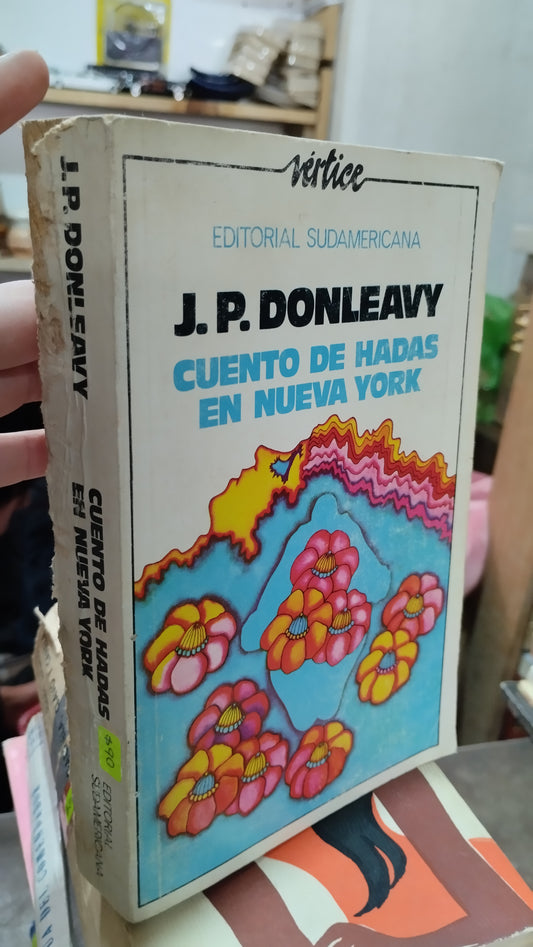 vértice
EDITORIAL SUDAMERICANA
J.P. DONLEAVY
CUENTO DE HADAS
EN NUEVA YORK
J.P. DONLEAVY
CUENTO DE HADAS
EN NUEVA YORK
$90
EDITORIAL
SUDAMERICANA